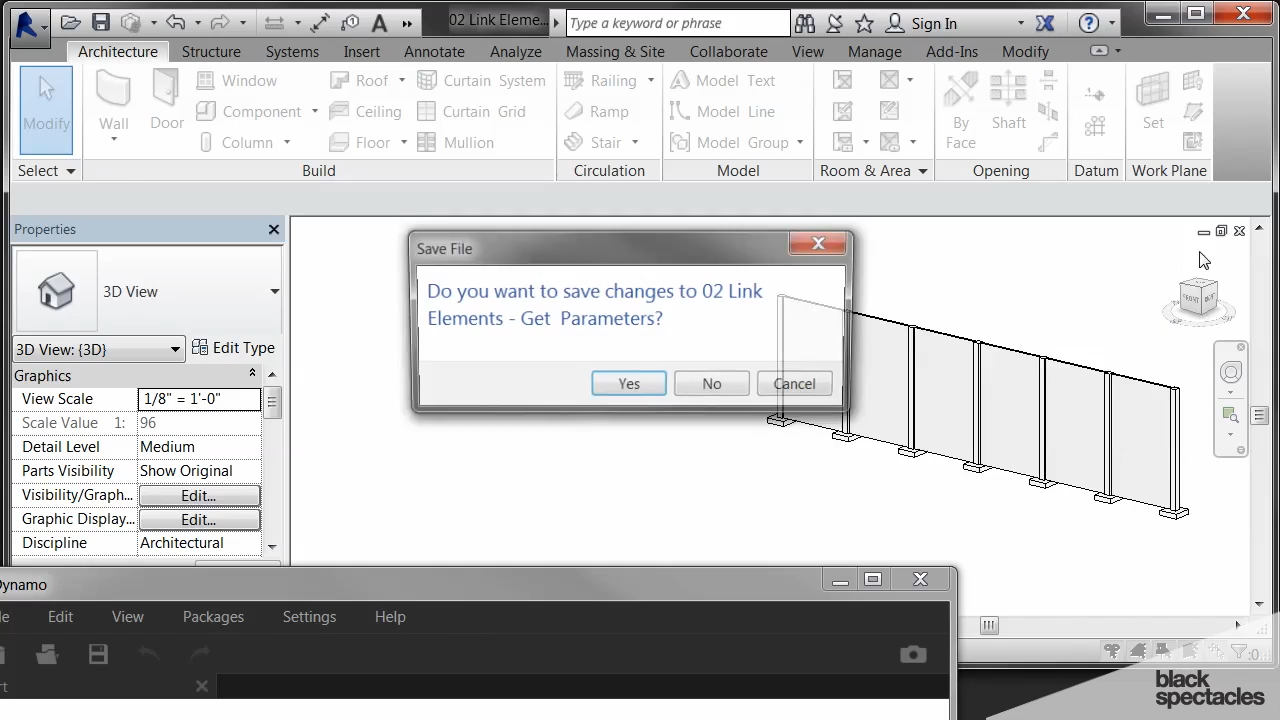 02 Link Eleme...
Type a keyword or phrase
Sign In
Architecture Structure Systems Insert Annotate Analyze Massing & Site Collaborate View Manage Add-Ins Modify
Modify
Wall
Door
Window
Component
Column
Roof
Ceiling
Floor
Curtain System
Curtain Grid
Mullion
Railing
Ramp
Stair
Model Text
Model Line
Model Group
By
Face
Shaft
Set
Select
Build
Circulation
Model
Room & Area
Opening
Datum
Work Plane
Properties
3D View
3D View: {3D}
Edit Type
Graphics
View Scale 1/8" = 1'-0"
Scale Value 1: 96
Detail Level Medium
Parts Visibility Show Original
Visibility/Graph... Edit...
Graphic Display... Edit...
Discipline Architectural
Save File
Do you want to save changes to 02 Link
Elements - Get Parameters?
Yes No Cancel
FRONT
:0
Dynamo
Edit View Packages Settings Help
black
spectacles